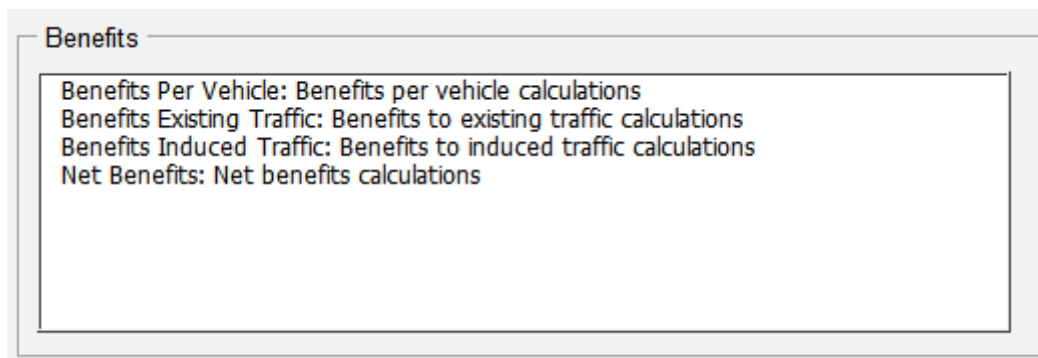 Benefits
Benefits Per Vehicle: Benefits per vehicle calculations
Benefits Existing Traffic: Benefits to existing traffic calculations
Benefits Induced Traffic: Benefits to induced traffic calculations
Net Benefits: Net benefits calculations